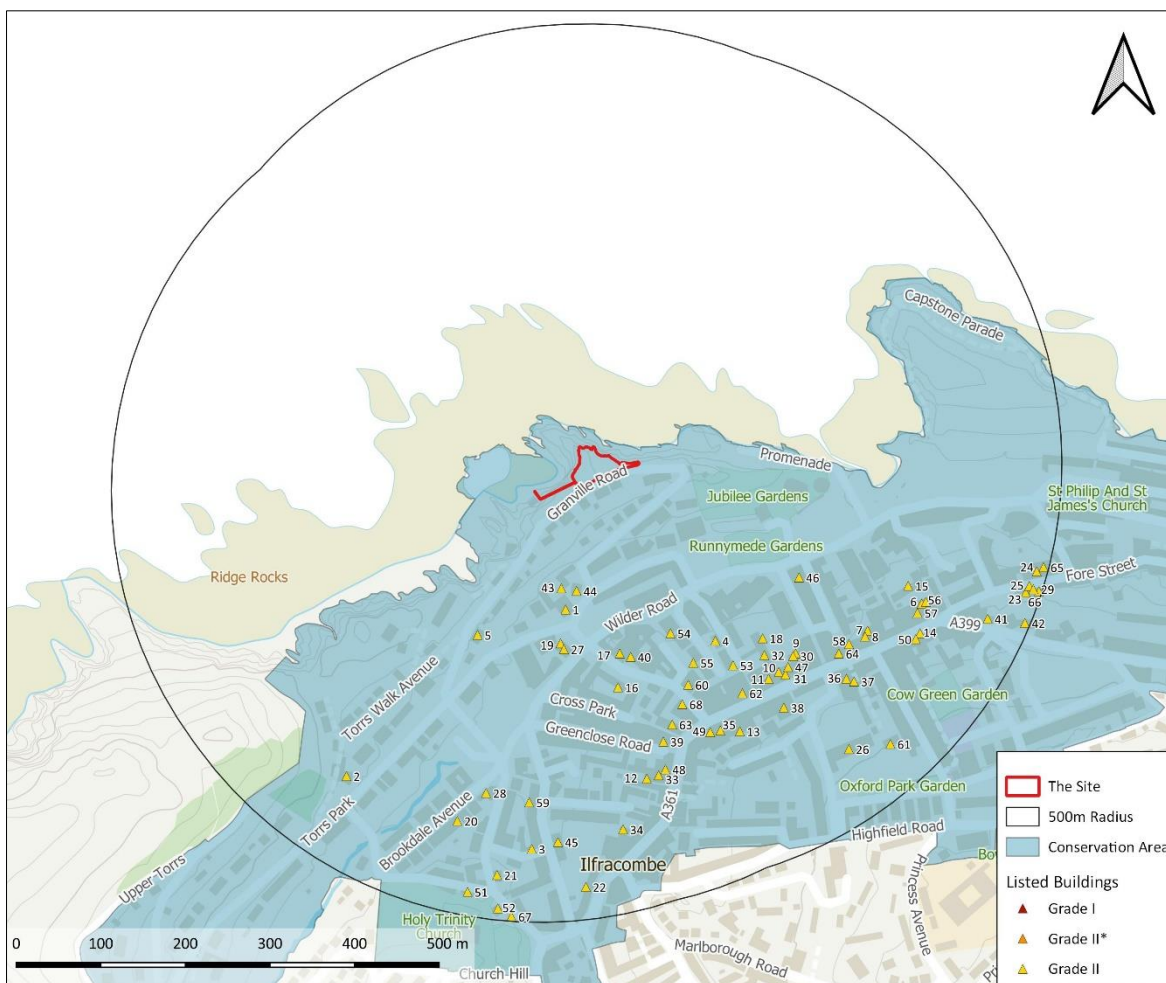 Capstone Parade
Promenade
Granville Road
Jubilee Gardens
St Philip And St
James's Church
Runnymede Gardens
Ridge Rocks
24
65
Fore Street
43
44
46
15
25
29
6
56
23
66
1
Wilder Road
57
41
42
A399
5
54
4
18
7
8
58
50
14
19
27
17
40
9
32
30
64
55
53
10
47
11
31
36
37
16
60
62
Cow Green Garden
Torrs Walk Avenue
Cross Park
68
38
Greenclose Road
63
49
35
13
39
26
61
2
12
48
33
Oxford Park Garden
A361
28
59
Torrs Park
20
Brookdale Avenue
34
Highfield Road
3
45
Ilfracombe
Upper Torrs
21
22
Princess Avenue
Bo
51
52
67
Holy Trinity
Church
Marlborough Road
Church Hill
Pri
0 100 200 300 400 500 m
The Site
500m Radius
Conservation Area
Listed Buildings
Grade I
Grade II*
Grade II